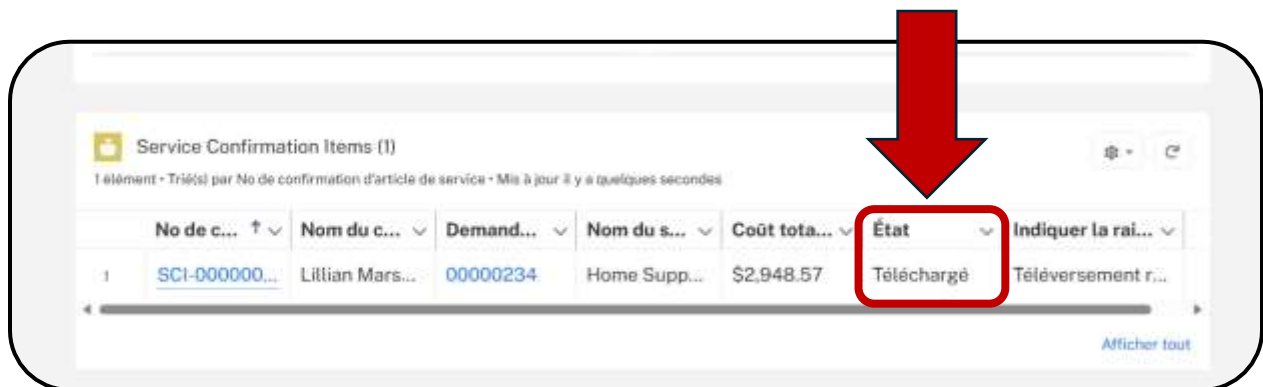 Service Confirmation Items (1)
1 élément • Trié(s) par No de confirmation d'article de service • Mis à jour il y a quelques secondes
No de c... Nom du c... Demand... Nom du s... Coût tota... État Indiquer la rai...
1 SCI-000000... Lillian Mars... 00000234 Home Supp... $2,948.57 Téléchargé Téléversement r...
Afficher tout